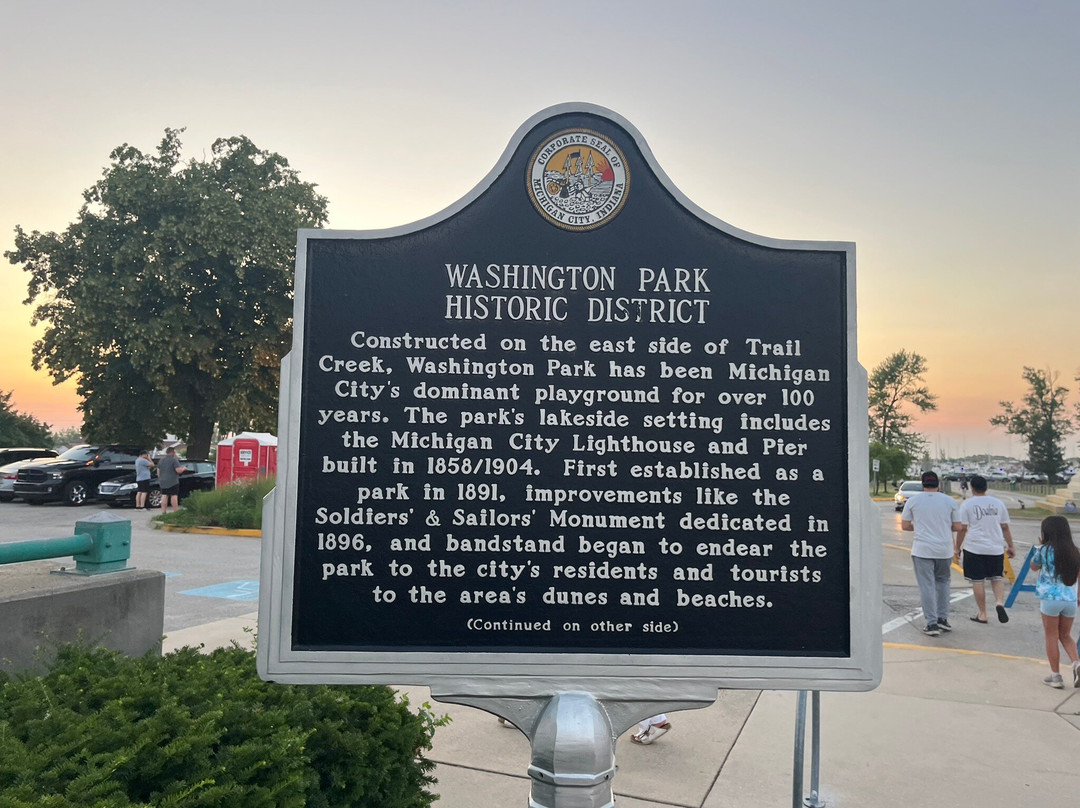 CORPORATE SEAL OF
MICHIGAN CITY, INDIANA
WASHINGTON PARK
HISTORIC DISTRICT
Constructed on the east side of Trail
Creek, Washington Park has been Michigan
City's dominant playground for over 100
years. The park's lakeside setting includes
the Michigan City Lighthouse and Pier
built in 1858/1904. First established as a
park in 1891, improvements like the
Soldiers' & Sailors' Monument dedicated in
1896, and bandstand began to endear the
park to the city's residents and tourists
to the area's dunes and beaches.
(Continued on other side)